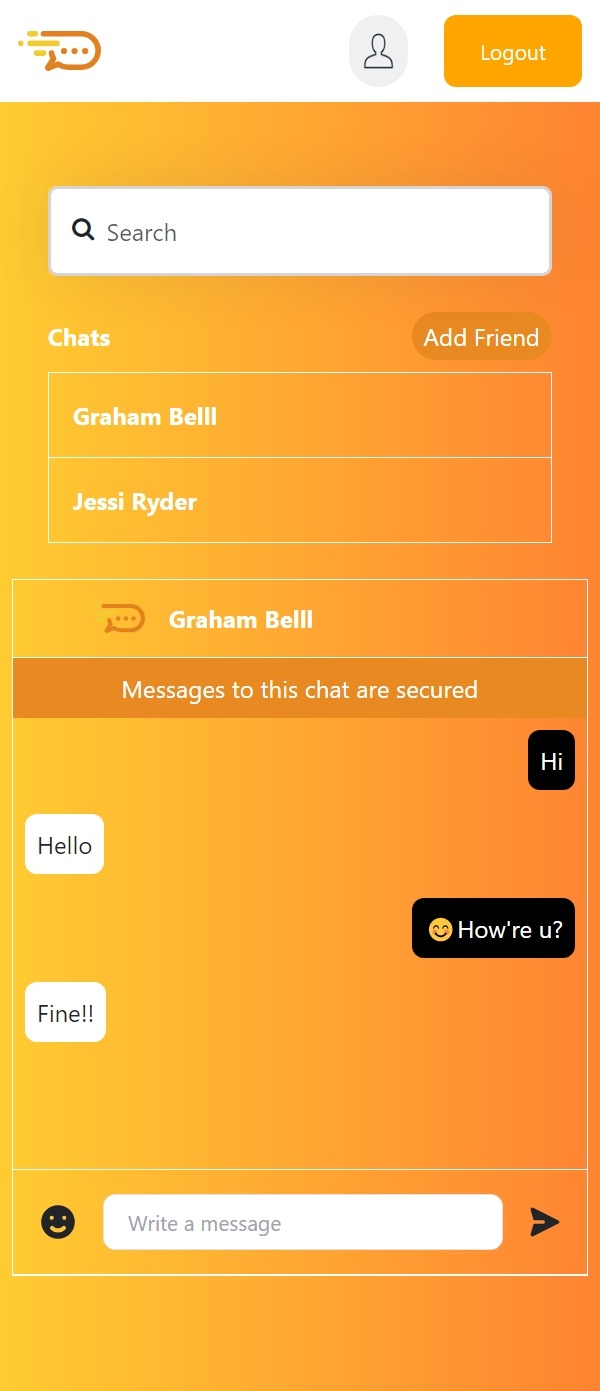 Logout
Search
Chats
Add Friend
Graham Belll
Jessi Ryder
Graham Belll
Messages to this chat are secured
Hi
Hello
😊How're u?
Fine!!
Write a message